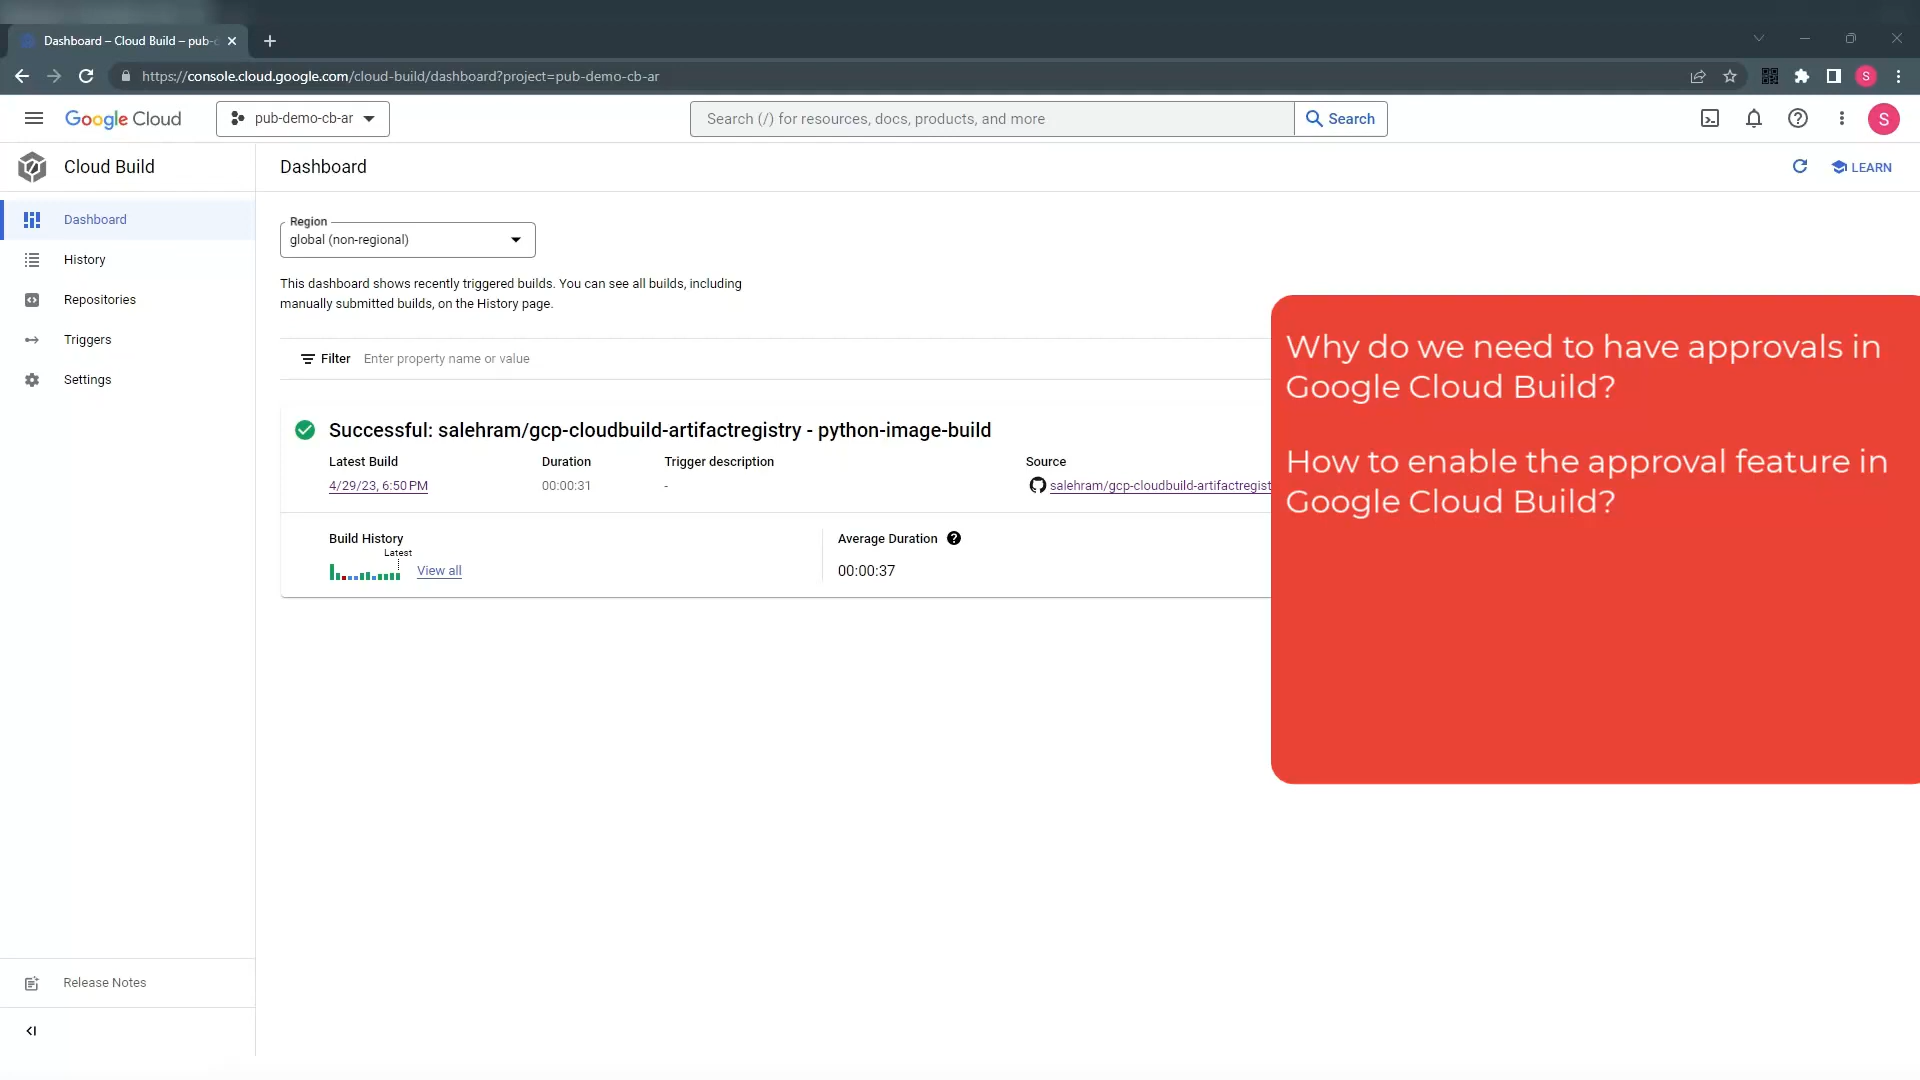 Dashboard – Cloud Build – pub-c
https://console.cloud.google.com/cloud-build/dashboard?project=pub-demo-cb-ar
S
Google Cloud
pub-demo-cb-ar
Search (/) for resources, docs, products, and more
Search
S
Cloud Build
Dashboard
LEARN
Dashboard
History
Repositories
Triggers
Settings
Release Notes
Region
global (non-regional)
This dashboard shows recently triggered builds. You can see all builds, including
manually submitted builds, on the History page.
Filter Enter property name or value
Successful: salehram/gcp-cloudbuild-artifactregistry - python-image-build
Latest Build Duration Trigger description Source
4/29/23, 6:50 PM 00:00:31 - salehram/gcp-cloudbuild-artifactregist
Build History Average Duration
Latest
View all 00:00:37
Why do we need to have approvals in
Google Cloud Build?
How to enable the approval feature in
Google Cloud Build?